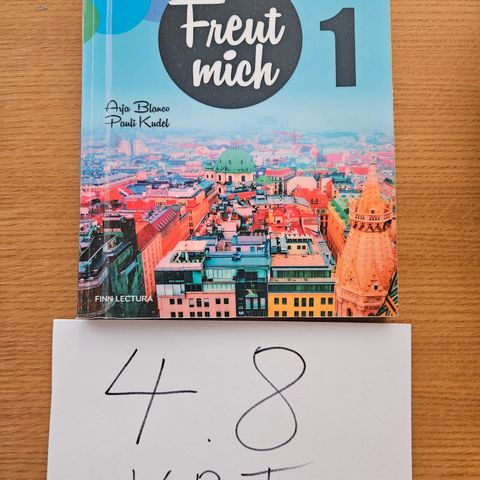 Freut
mich
1
Arja Blanco
Pauli Kudel
FINN LECTURA
4.8